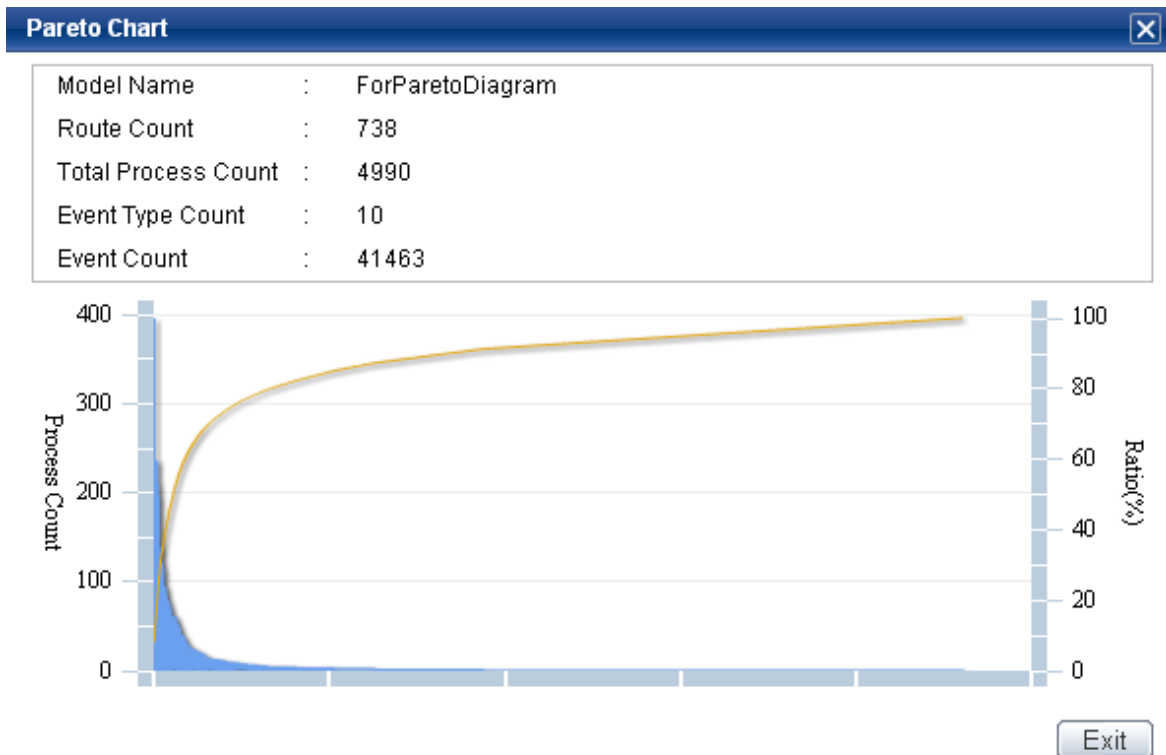 Pareto Chart
Model Name : ForParetoDiagram
Route Count : 738
Total Process Count : 4990
Event Type Count : 10
Event Count : 41463
400
300
200
100
0
Process Count
100
80
60
40
20
0
Ratio(%)
Exit